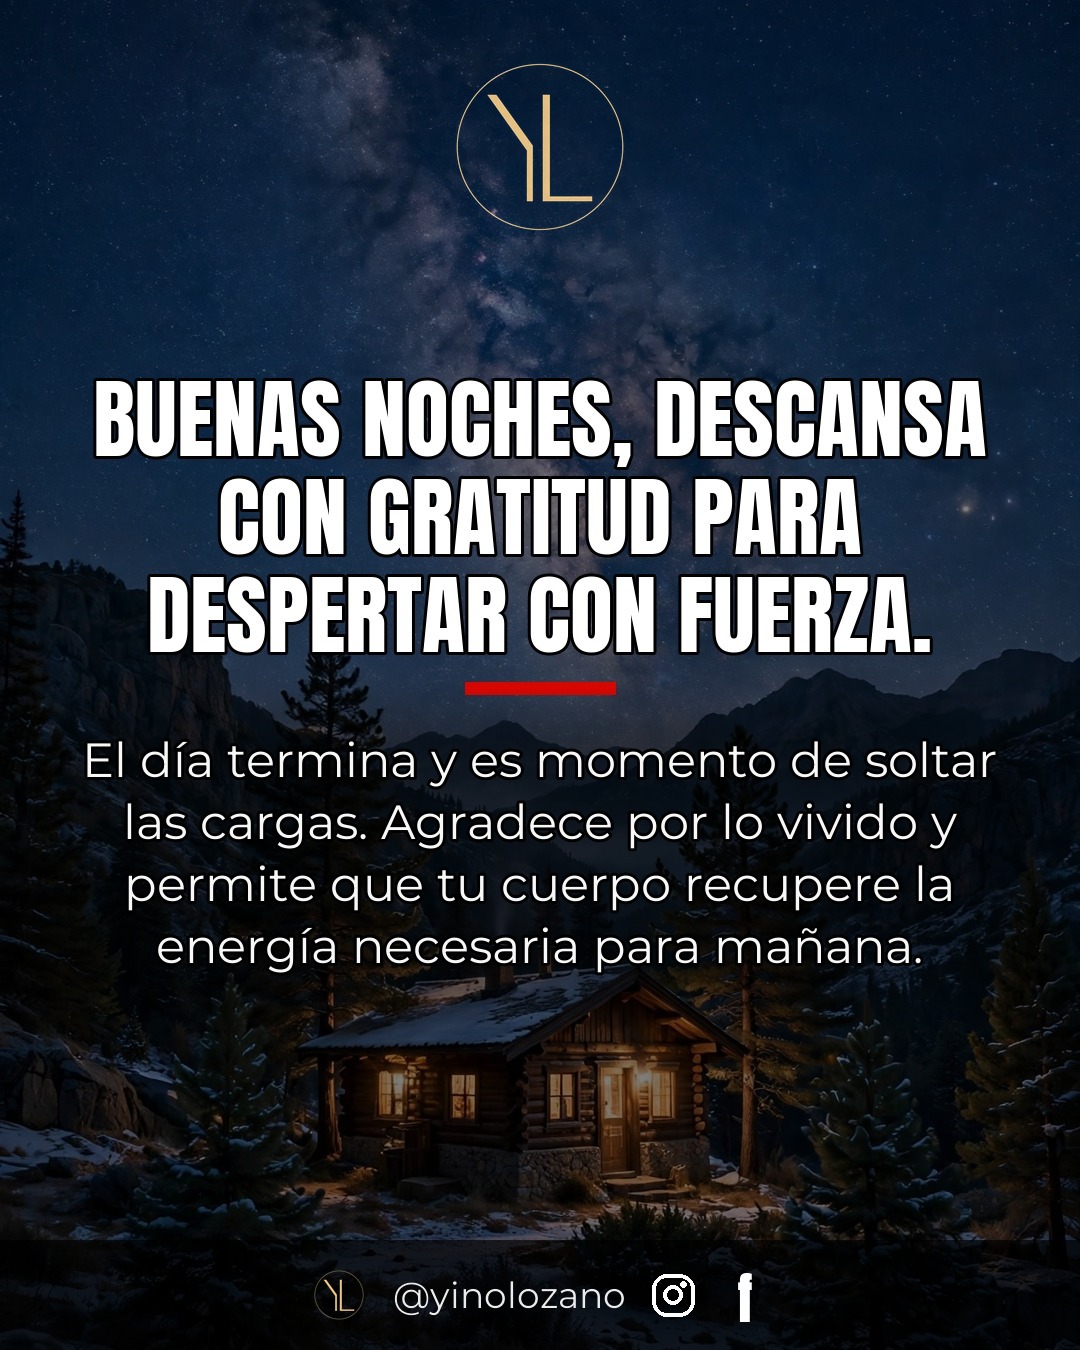 YL
BUENAS NOCHES, DESCANSA
CON GRATITUD PARA
DESPERTAR CON FUERZA.
El día termina y es momento de soltar
las cargas. Agradece por lo vivido y
permite que tu cuerpo recupere la
energía necesaria para mañana.
YL @yinolozano f